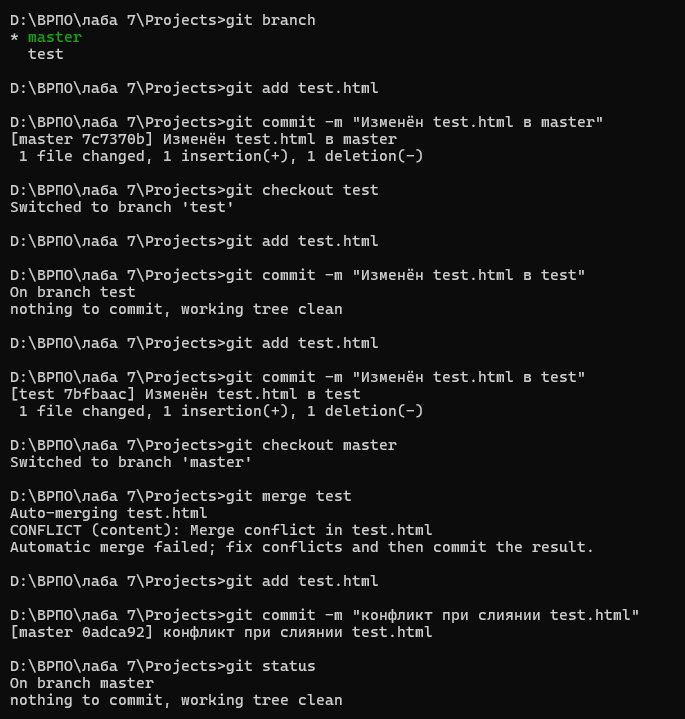 D:\ВРПО\лаба 7\Projects>git branch
* master
  test
D:\ВРПО\лаба 7\Projects>git add test.html
D:\ВРПО\лаба 7\Projects>git commit -m "Изменён test.html в master"
[master 7c7370b] Изменён test.html в master
 1 file changed, 1 insertion(+), 1 deletion(-)
D:\ВРПО\лаба 7\Projects>git checkout test
Switched to branch 'test'
D:\ВРПО\лаба 7\Projects>git add test.html
D:\ВРПО\лаба 7\Projects>git commit -m "Изменён test.html в test"
On branch test
nothing to commit, working tree clean
D:\ВРПО\лаба 7\Projects>git add test.html
D:\ВРПО\лаба 7\Projects>git commit -m "Изменён test.html в test"
[test 7bfbaac] Изменён test.html в test
 1 file changed, 1 insertion(+), 1 deletion(-)
D:\ВРПО\лаба 7\Projects>git checkout master
Switched to branch 'master'
D:\ВРПО\лаба 7\Projects>git merge test
Auto-merging test.html
CONFLICT (content): Merge conflict in test.html
Automatic merge failed; fix conflicts and then commit the result.
D:\ВРПО\лаба 7\Projects>git add test.html
D:\ВРПО\лаба 7\Projects>git commit -m "конфликт при слиянии test.html"
[master 0adca92] конфликт при слиянии test.html
D:\ВРПО\лаба 7\Projects>git status
On branch master
nothing to commit, working tree clean